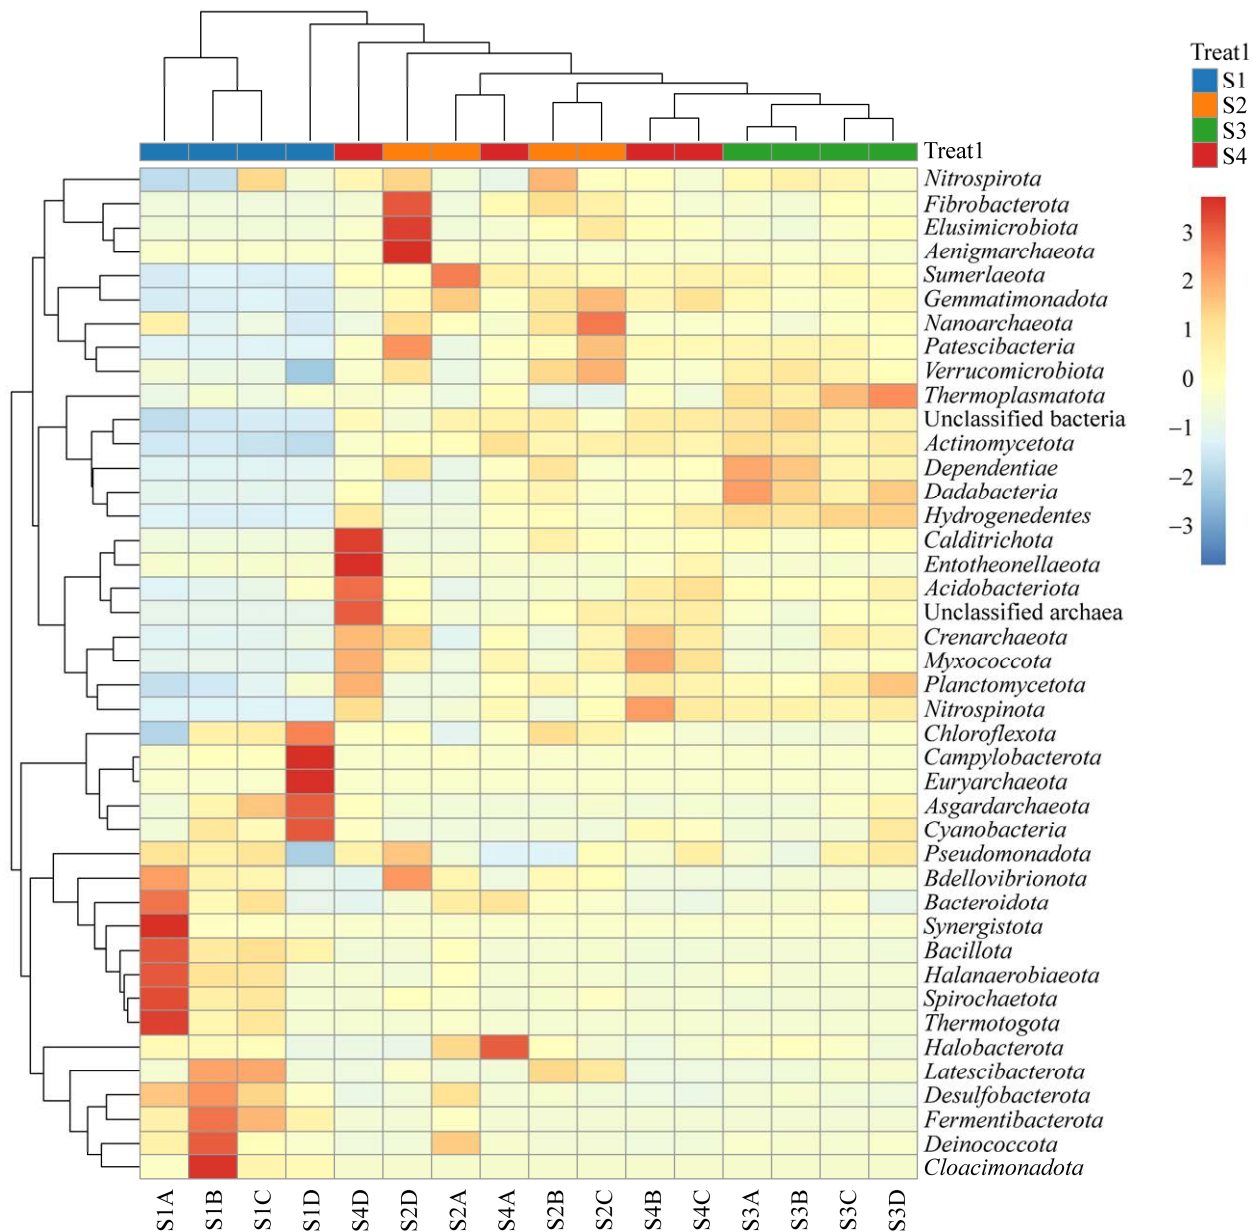 Treat1
S1
S2
S3
S4
Treat1
Nitrospirota
Fibrobacterota
Elusimicrobiota
Aenigmarchaeota
Sumerlaeota
Gemmatimonadota
Nanoarchaeota
Patescibacteria
Verrucomicrobiota
Thermoplasmatota
Unclassified bacteria
Actinomycetota
Dependentiae
Dadabacteria
Hydrogenedentes
Calditrichota
Entotheonellaeota
Acidobacteriota
Unclassified archaea
Crenarchaeota
Myxococcota
Planctomycetota
Nitrospinota
Chloroflexota
Campylobacterota
Euryarchaeota
Asgardarchaeota
Cyanobacteria
Pseudomonadota
Bdellovibrionota
Bacteroidota
Synergistota
Bacillota
Halanaerobiaeota
Spirochaetota
Thermotogota
Halobacterota
Latescibacterota
Desulfobacterota
Fermentibacterota
Deinococcota
Cloacimonadota
3
2
1
0
−1
−2
−3
S1A
S1B
S1C
S1D
S4D
S2D
S2A
S4A
S2B
S2C
S4B
S4C
S3A
S3B
S3C
S3D